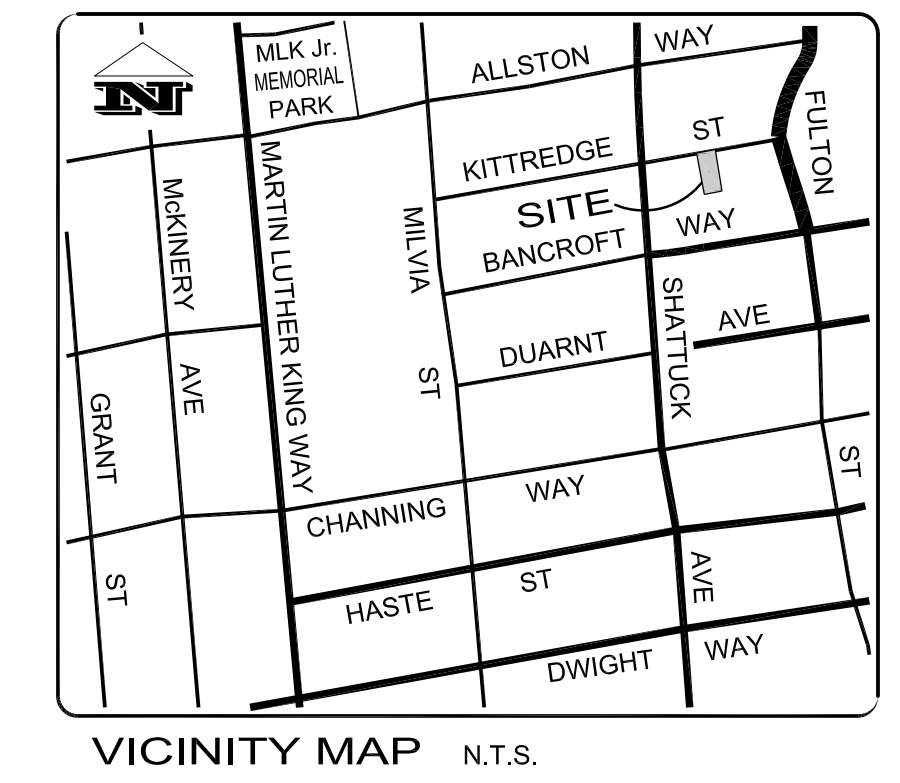 N
MLK Jr.
MEMORIAL
PARK
ALLSTON WAY
KITTREDGE ST
FULTON ST
SITE
BANCROFT WAY
McKINERY AVE
MARTIN LUTHER KING WAY
MILVIA ST
SHATTUCK AVE
DUARNT AVE
GRANT ST
CHANNING WAY
HASTE ST
DWIGHT WAY
VICINITY MAP N.T.S.